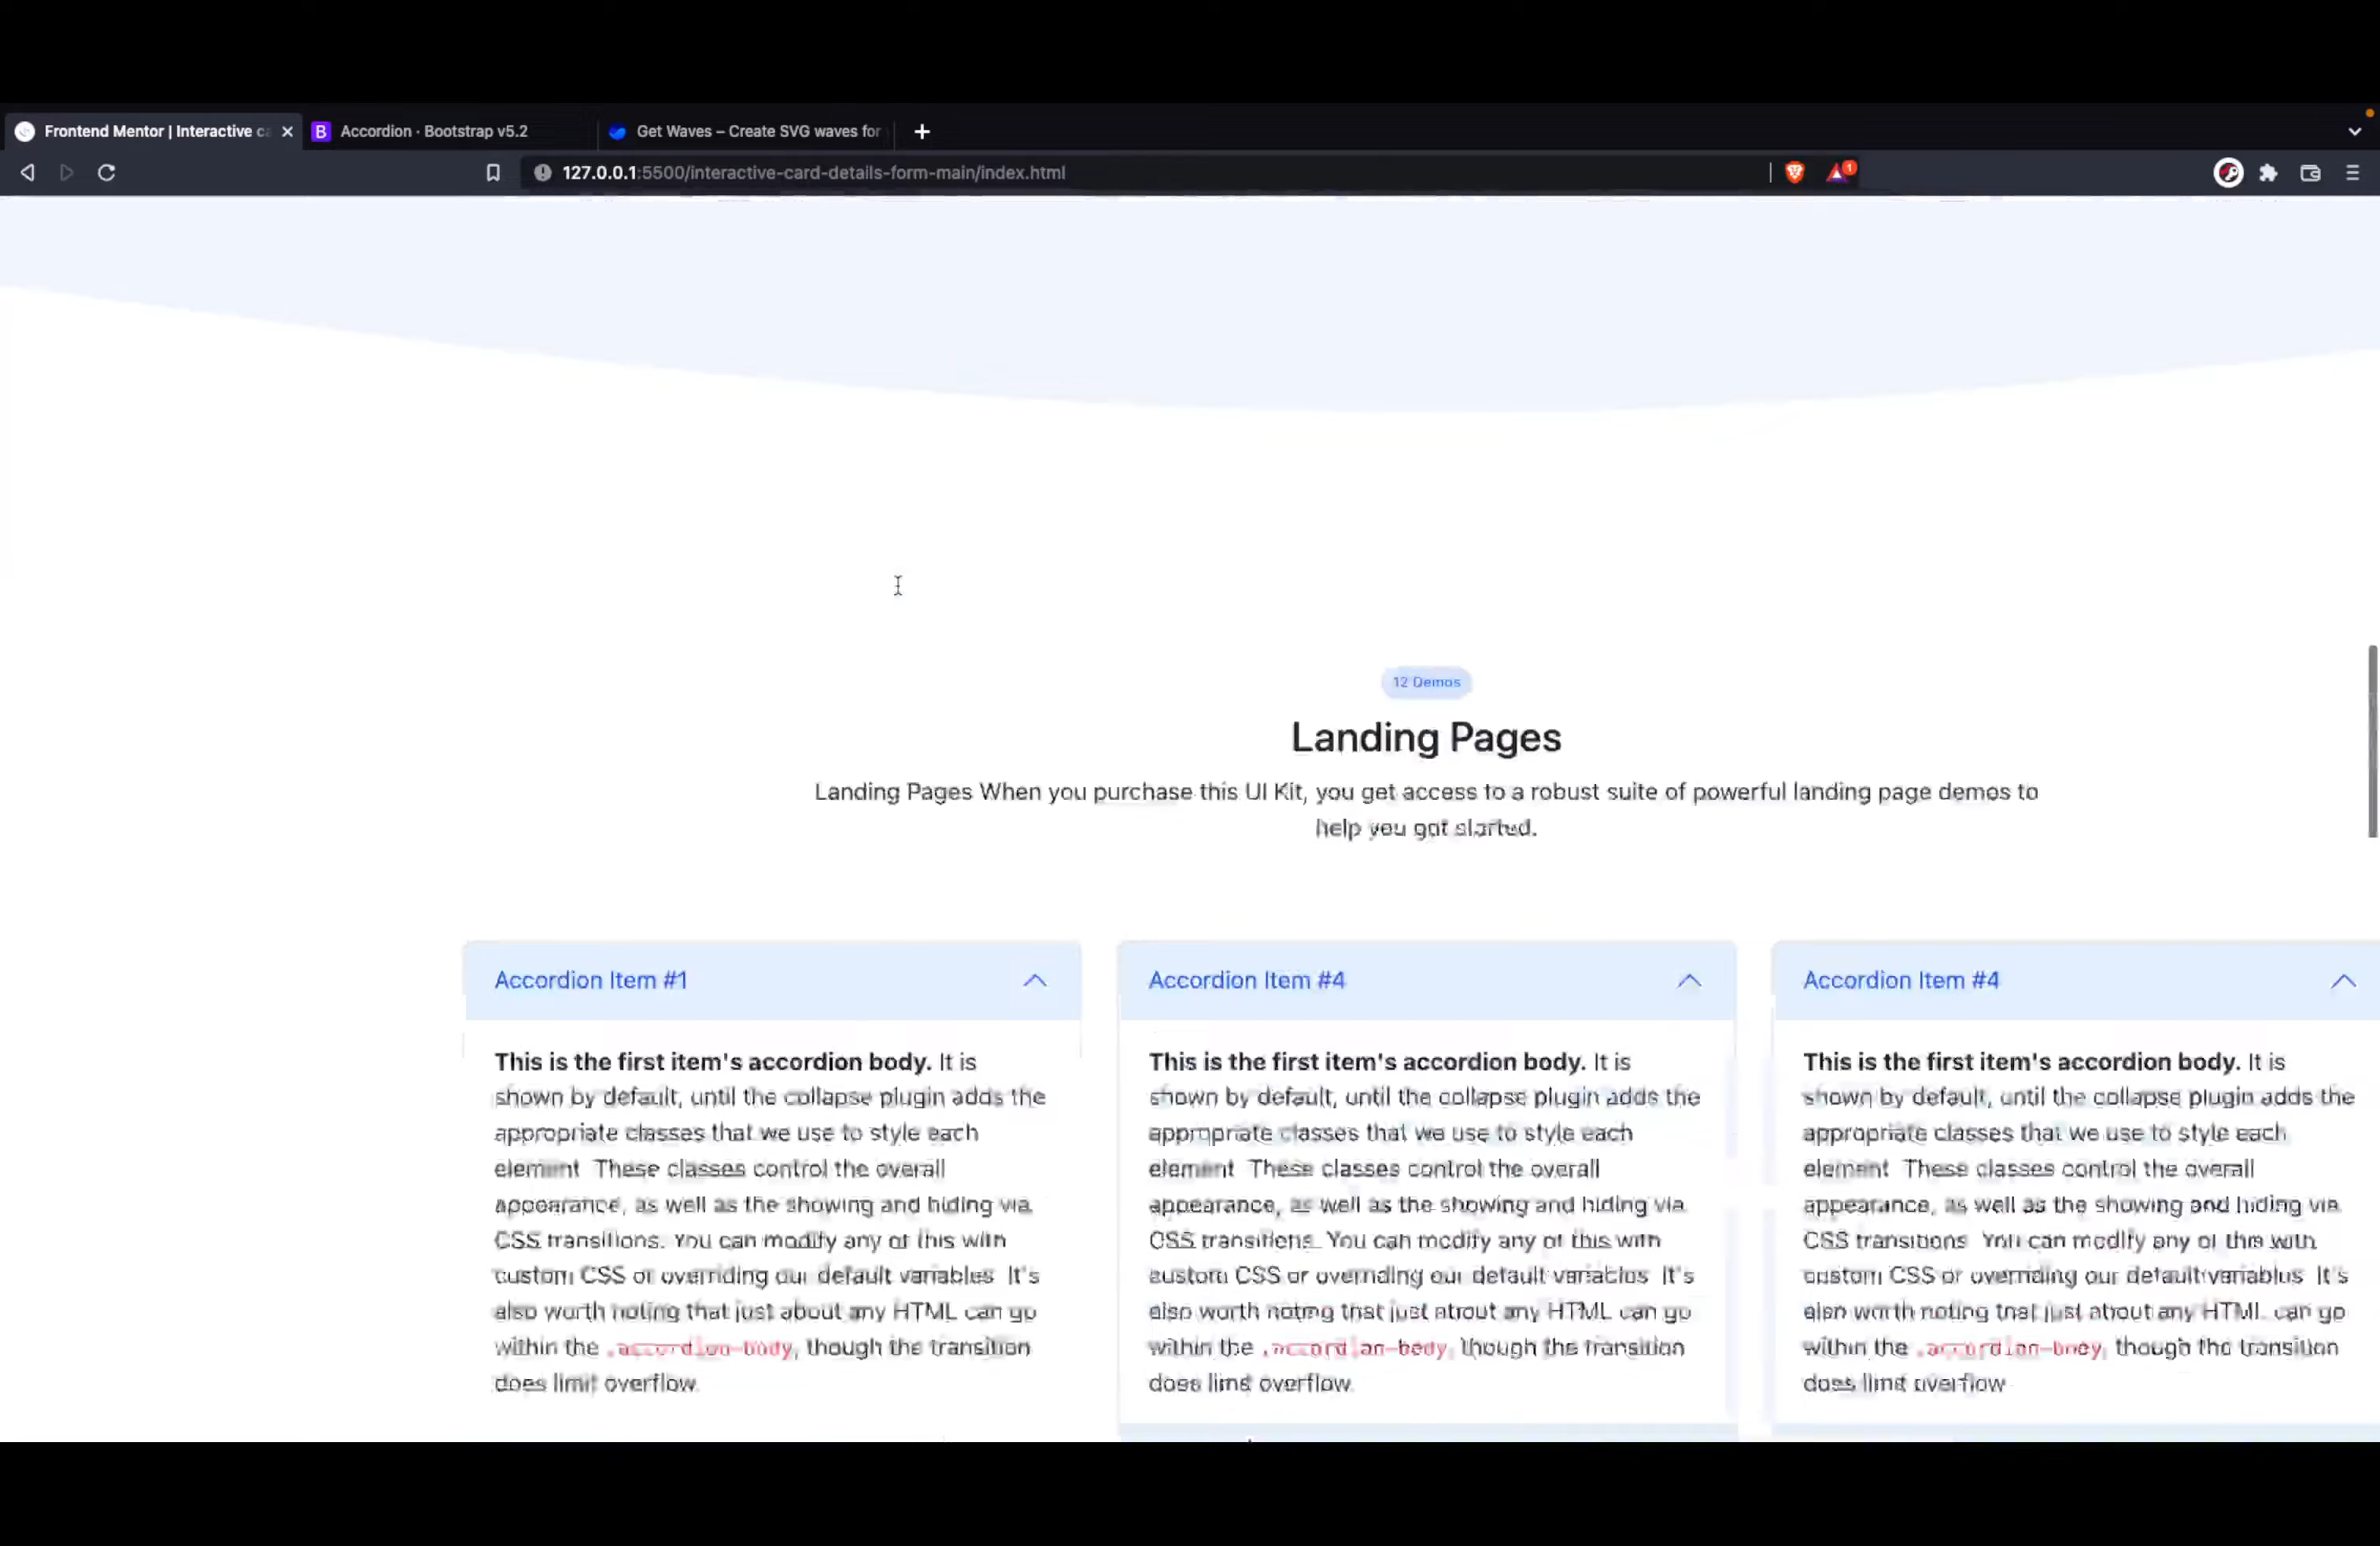 Frontend Mentor | Interactive ca
Accordion · Bootstrap v5.2
Get Waves – Create SVG waves for
127.0.0.1:5500/interactive-card-details-form-main/index.html
1
12 Demos
Landing Pages
Landing Pages When you purchase this UI Kit, you get access to a robust suite of powerful landing page demos to
help you get started.
Accordion Item #1
This is the first item's accordion body. It is
shown by default, until the collapse plugin adds the
appropriate classes that we use to style each
element. These classes control the overall
appearance, as well as the showing and hiding via
CSS transitions. You can modify any of this with
custom CSS or overriding our default variables. It's
also worth noting that just about any HTML can go
within the .accordion-body, though the transition
does limit overflow.
Accordion Item #4
This is the first item's accordion body. It is
shown by default, until the collapse plugin adds the
appropriate classes that we use to style each
element. These classes control the overall
appearance, as well as the showing and hiding via
CSS transitions. You can modify any of this with
custom CSS or overriding our default variables. It's
also worth noting that just about any HTML can go
within the .accordion-body, though the transition
does limit overflow.
Accordion Item #4
This is the first item's accordion body. It is
shown by default, until the collapse plugin adds the
appropriate classes that we use to style each
element. These classes control the overall
appearance, as well as the showing and hiding via
CSS transitions. You can modify any of this with
custom CSS or overriding our default variables. It's
also worth noting that just about any HTML can go
within the .accordion-body, though the transition
does limit overflow.